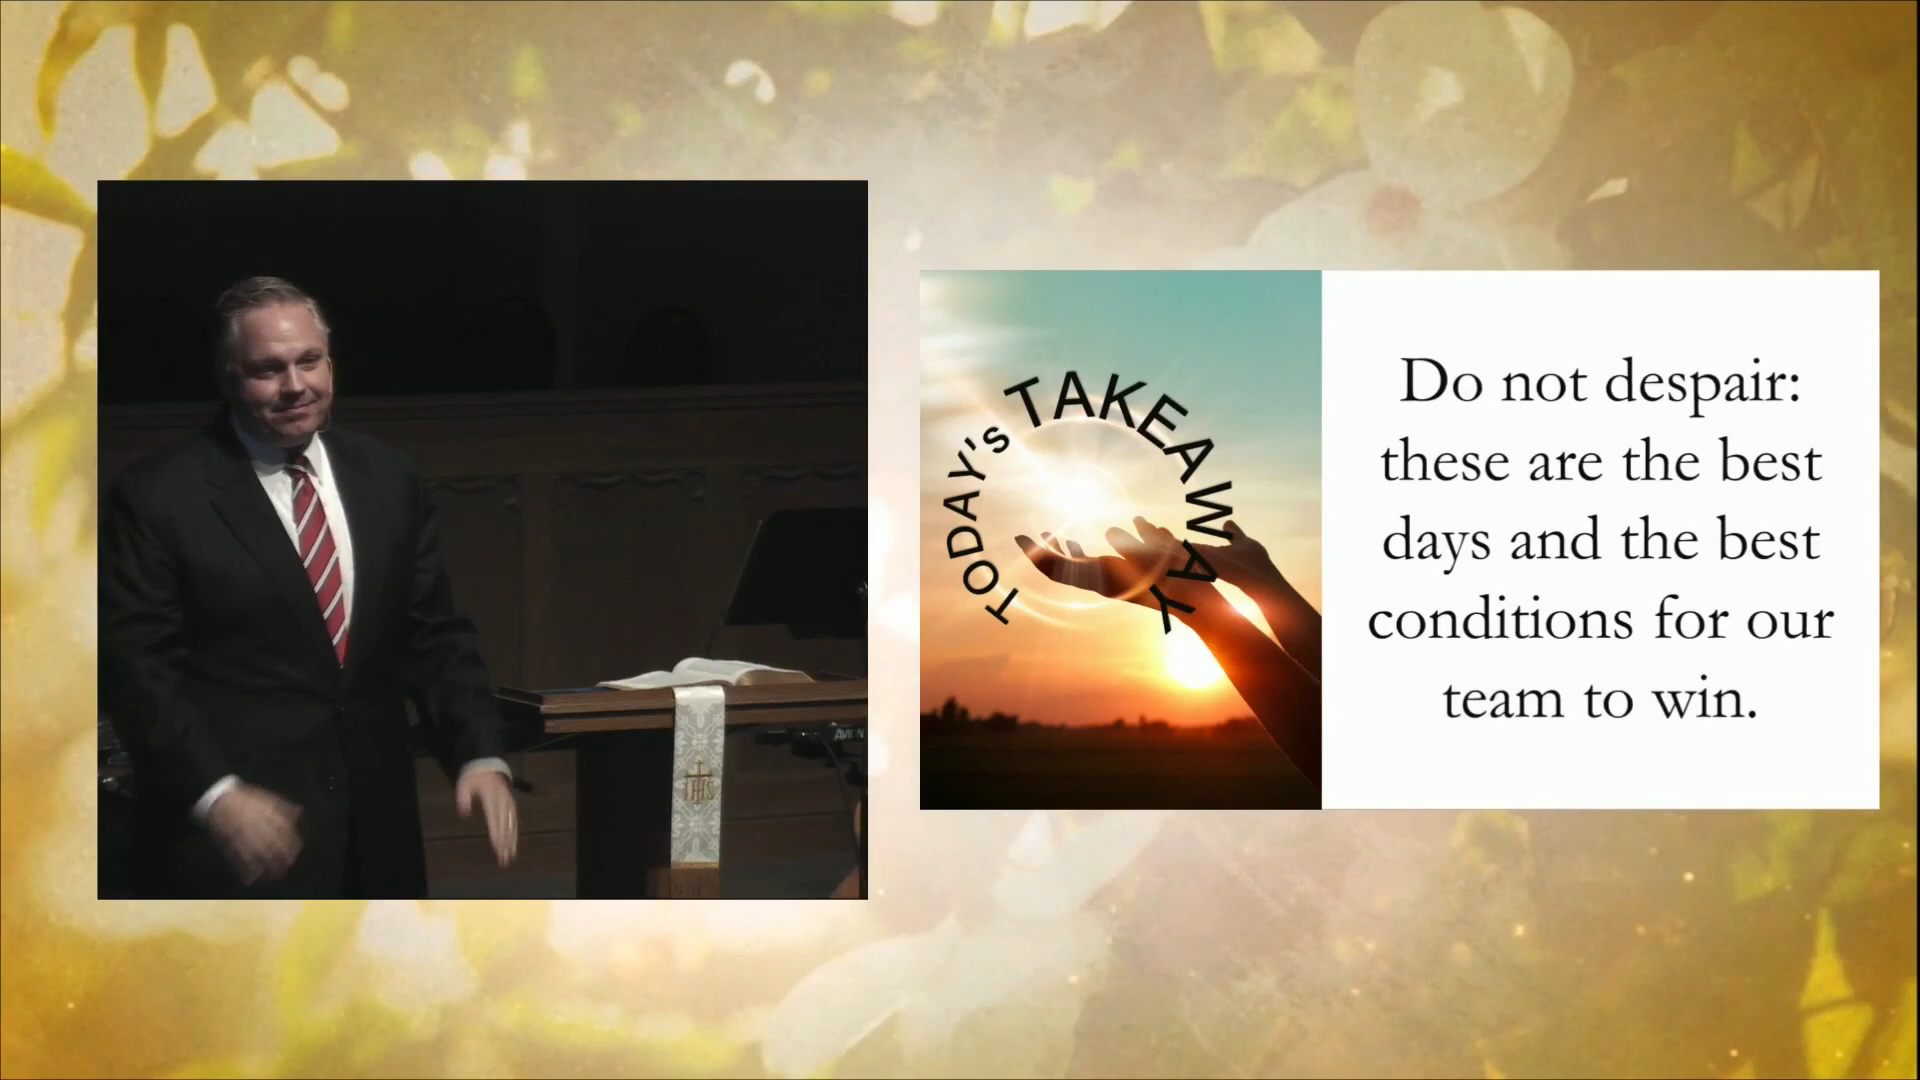 TODAY's TAKEAWAY
Do not despair:
these are the best
days and the best
conditions for our
team to win.
IHS
AVION